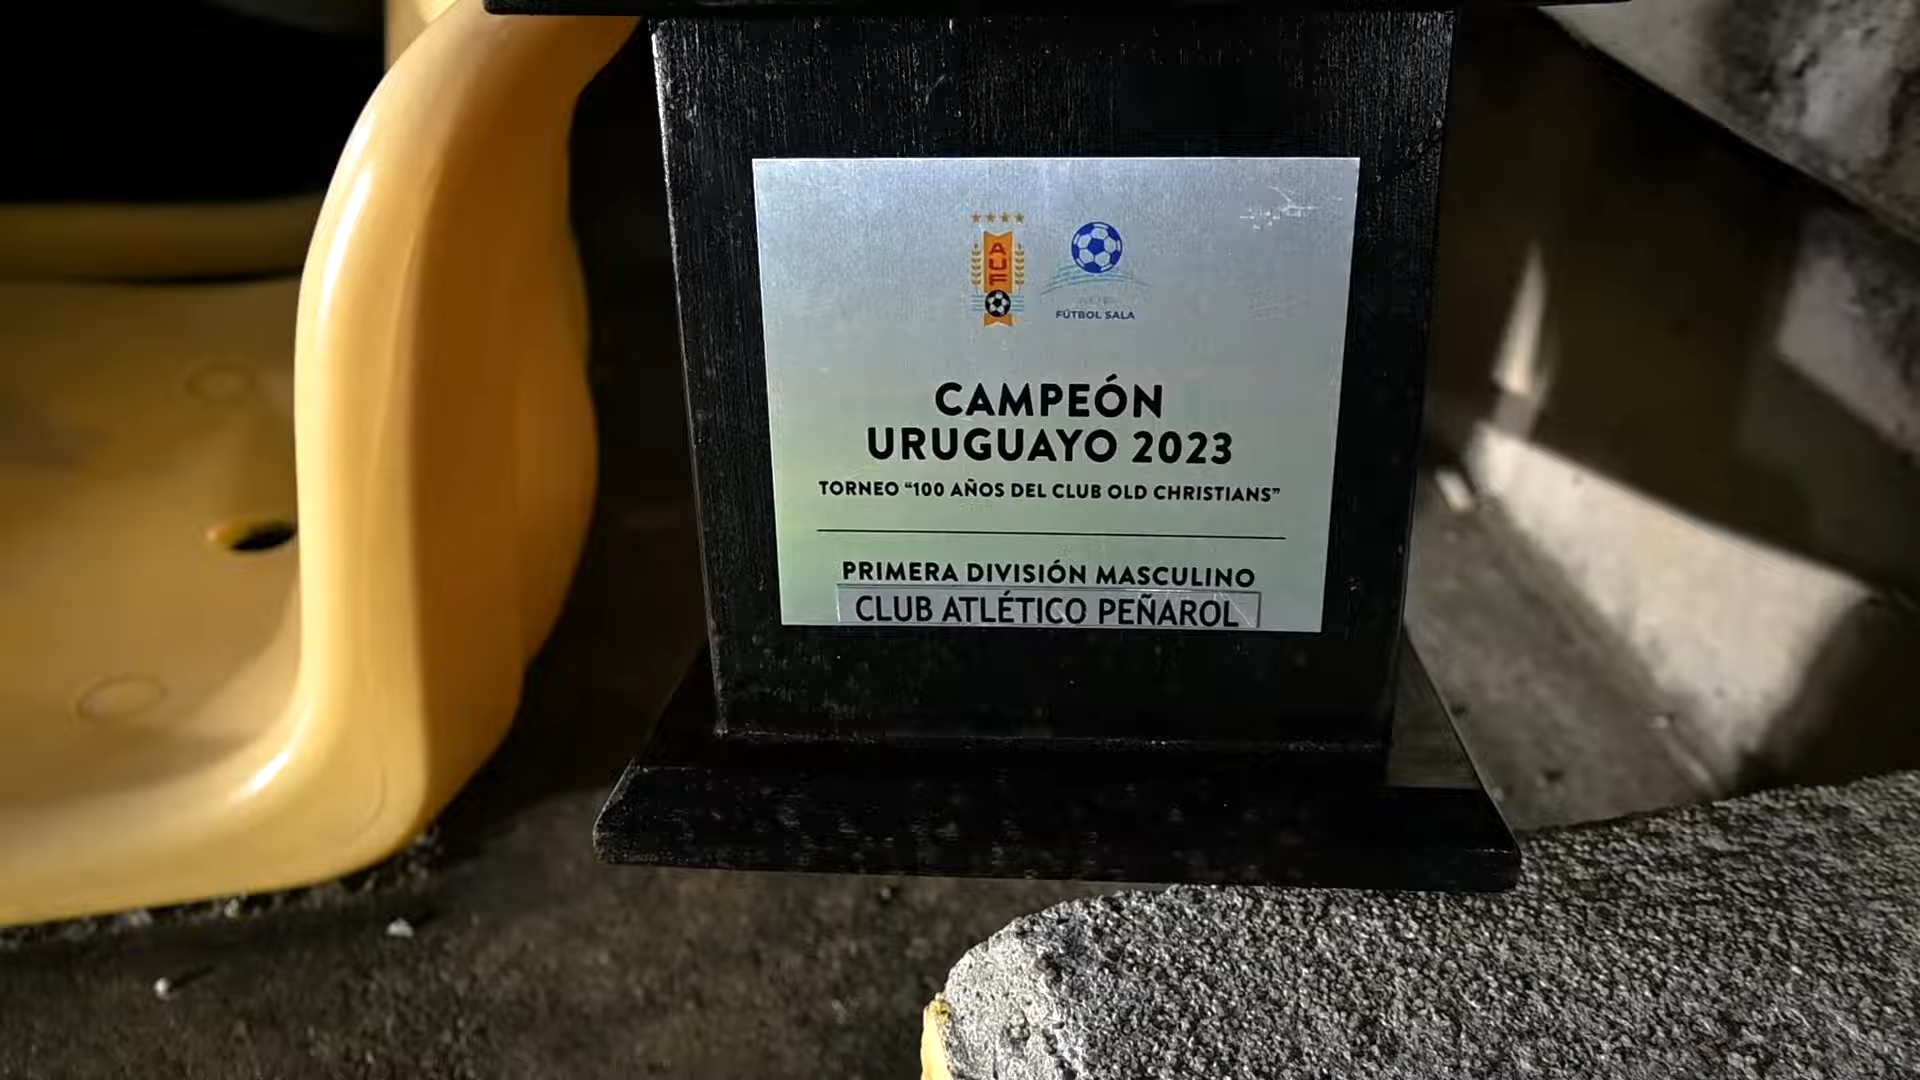 AUF
FÚTBOL SALA
CAMPEÓN
URUGUAYO 2023
TORNEO “100 AÑOS DEL CLUB OLD CHRISTIANS”
PRIMERA DIVISIÓN MASCULINO
CLUB ATLÉTICO PEÑAROL